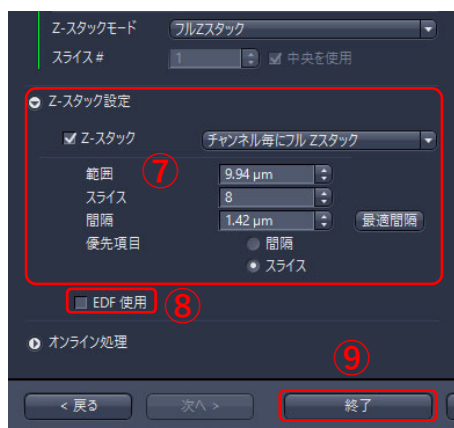 Z-スタックモード フルZスタック
スライス# 1 中央を使用
Z-スタック設定
Z-スタック チャンネル毎にフル Zスタック
⑦
範囲 9.94 µm
スライス 8
間隔 1.42 µm 最適間隔
優先項目 間隔
スライス
EDF 使用 ⑧
オンライン処理
⑨
< 戻る 次へ > 終了